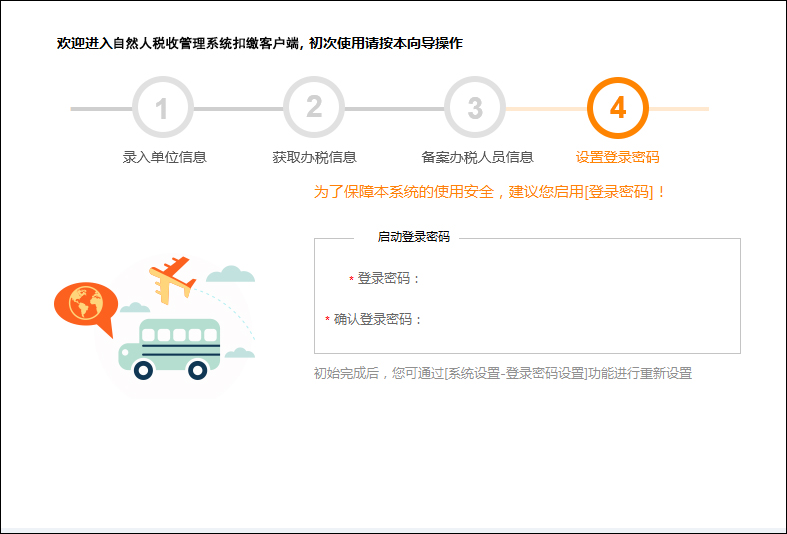 欢迎进入自然人税收管理系统扣缴客户端, 初次使用请按本向导操作
1 2 3 4
录入单位信息 获取办税信息 备案办税人员信息 设置登录密码
为了保障本系统的使用安全，建议您启用[登录密码]！
启动登录密码
* 登录密码：
* 确认登录密码：
初始完成后，您可通过[系统设置-登录密码设置]功能进行重新设置